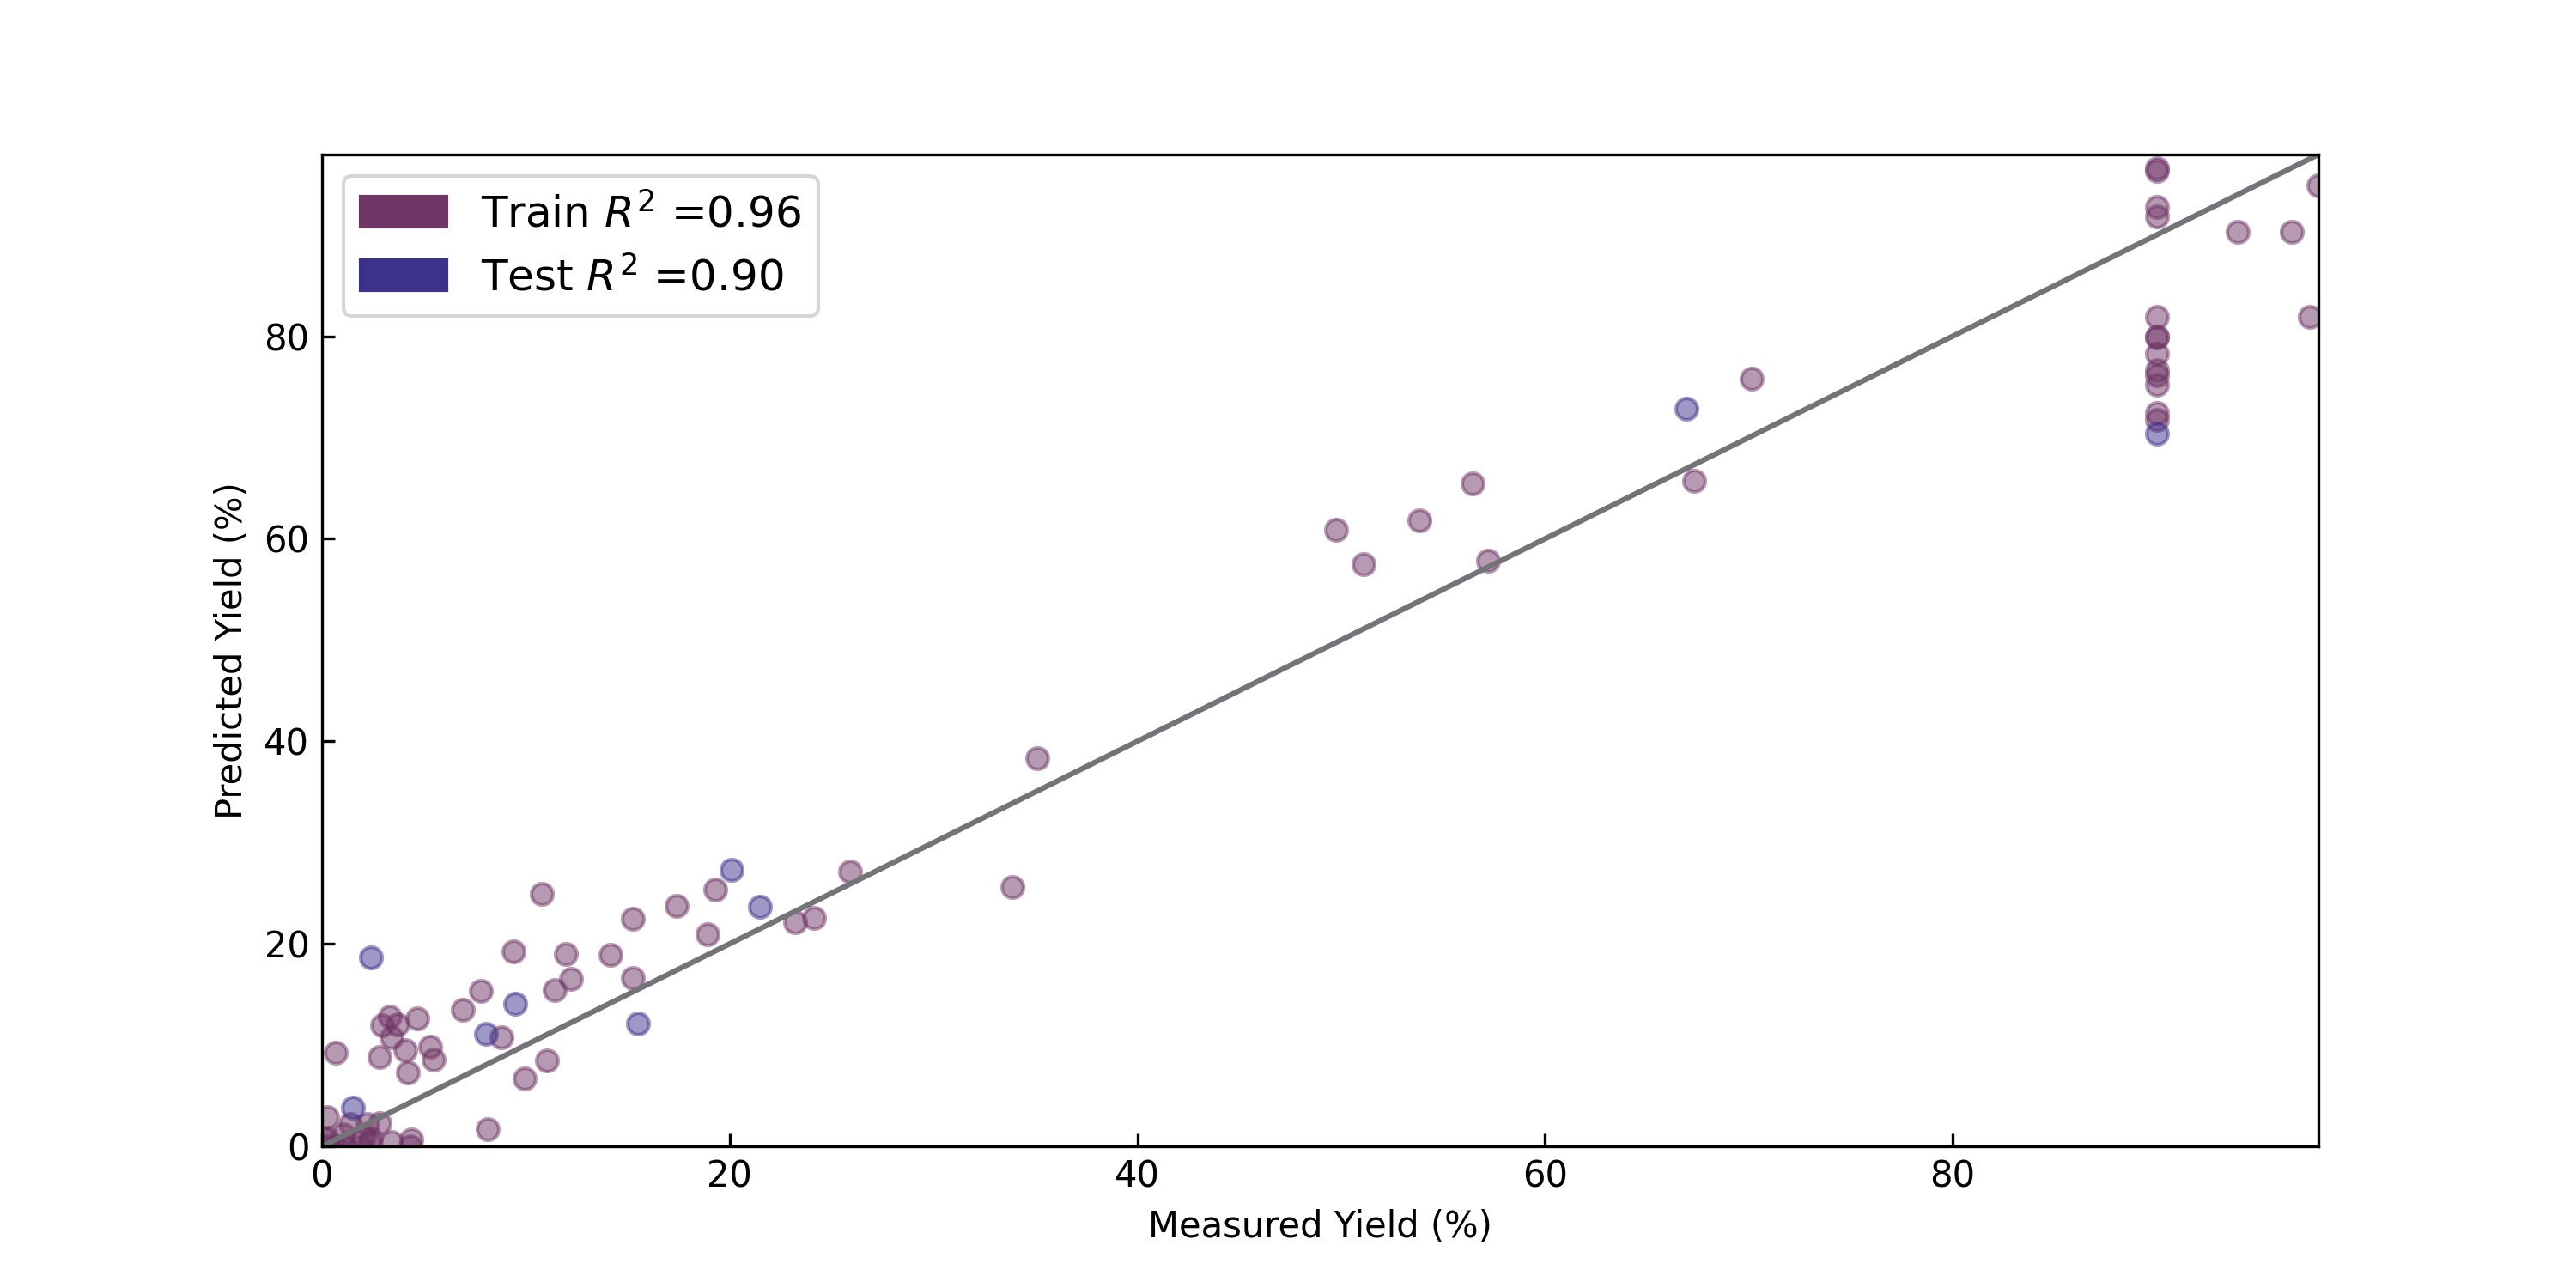 Train R² =0.96
Test R² =0.90
80
60
40
20
0
Predicted Yield (%)
0 20 40 60 80
Measured Yield (%)